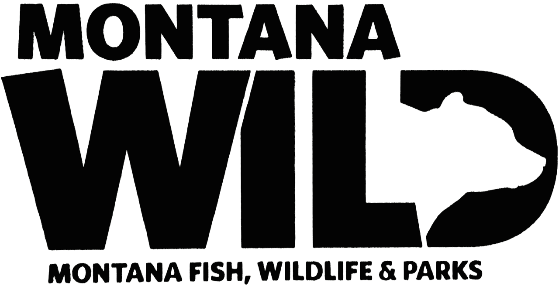 MONTANA
WILD
MONTANA FISH, WILDLIFE & PARKS